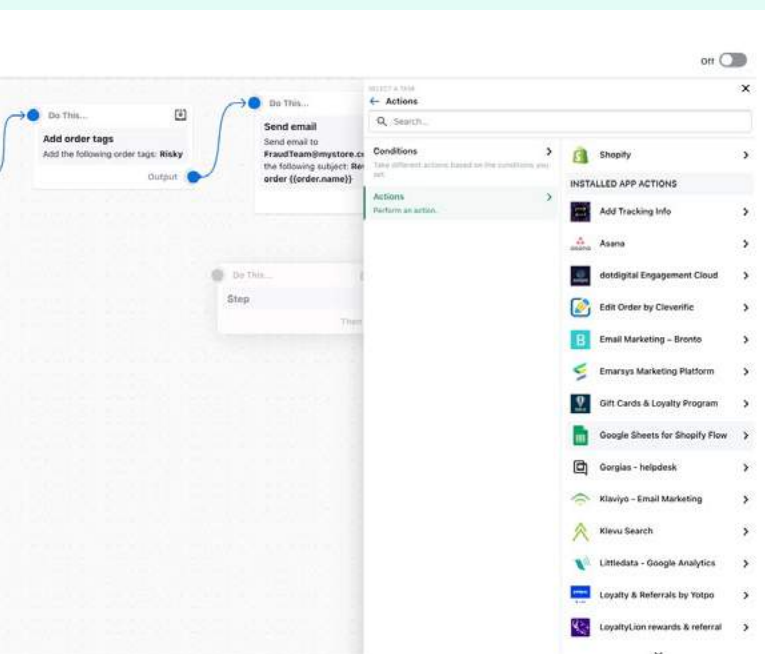 Off
Do This...
Add order tags
Add the following order tags: Risky
Output
Do This...
Send email
Send email to
FraudTeam@mystore.c
the following subject: Re
order {{order.name}}
Do This...
Step
Then
SELECT A TASK
Actions
Search...
Conditions
Take different actions based on the conditions you
set.
Actions
Perform an action.
Shopify
INSTALLED APP ACTIONS
Add Tracking Info
Asana
dotdigital Engagement Cloud
Edit Order by Cleverific
B
Email Marketing – Bronto
Emarsys Marketing Platform
Gift Cards & Loyalty Program
Google Sheets for Shopify Flow
Gorgias - helpdesk
Klaviyo - Email Marketing
Klevu Search
Littledata - Google Analytics
Loyalty & Referrals by Yotpo
LoyaltyLion rewards & referral